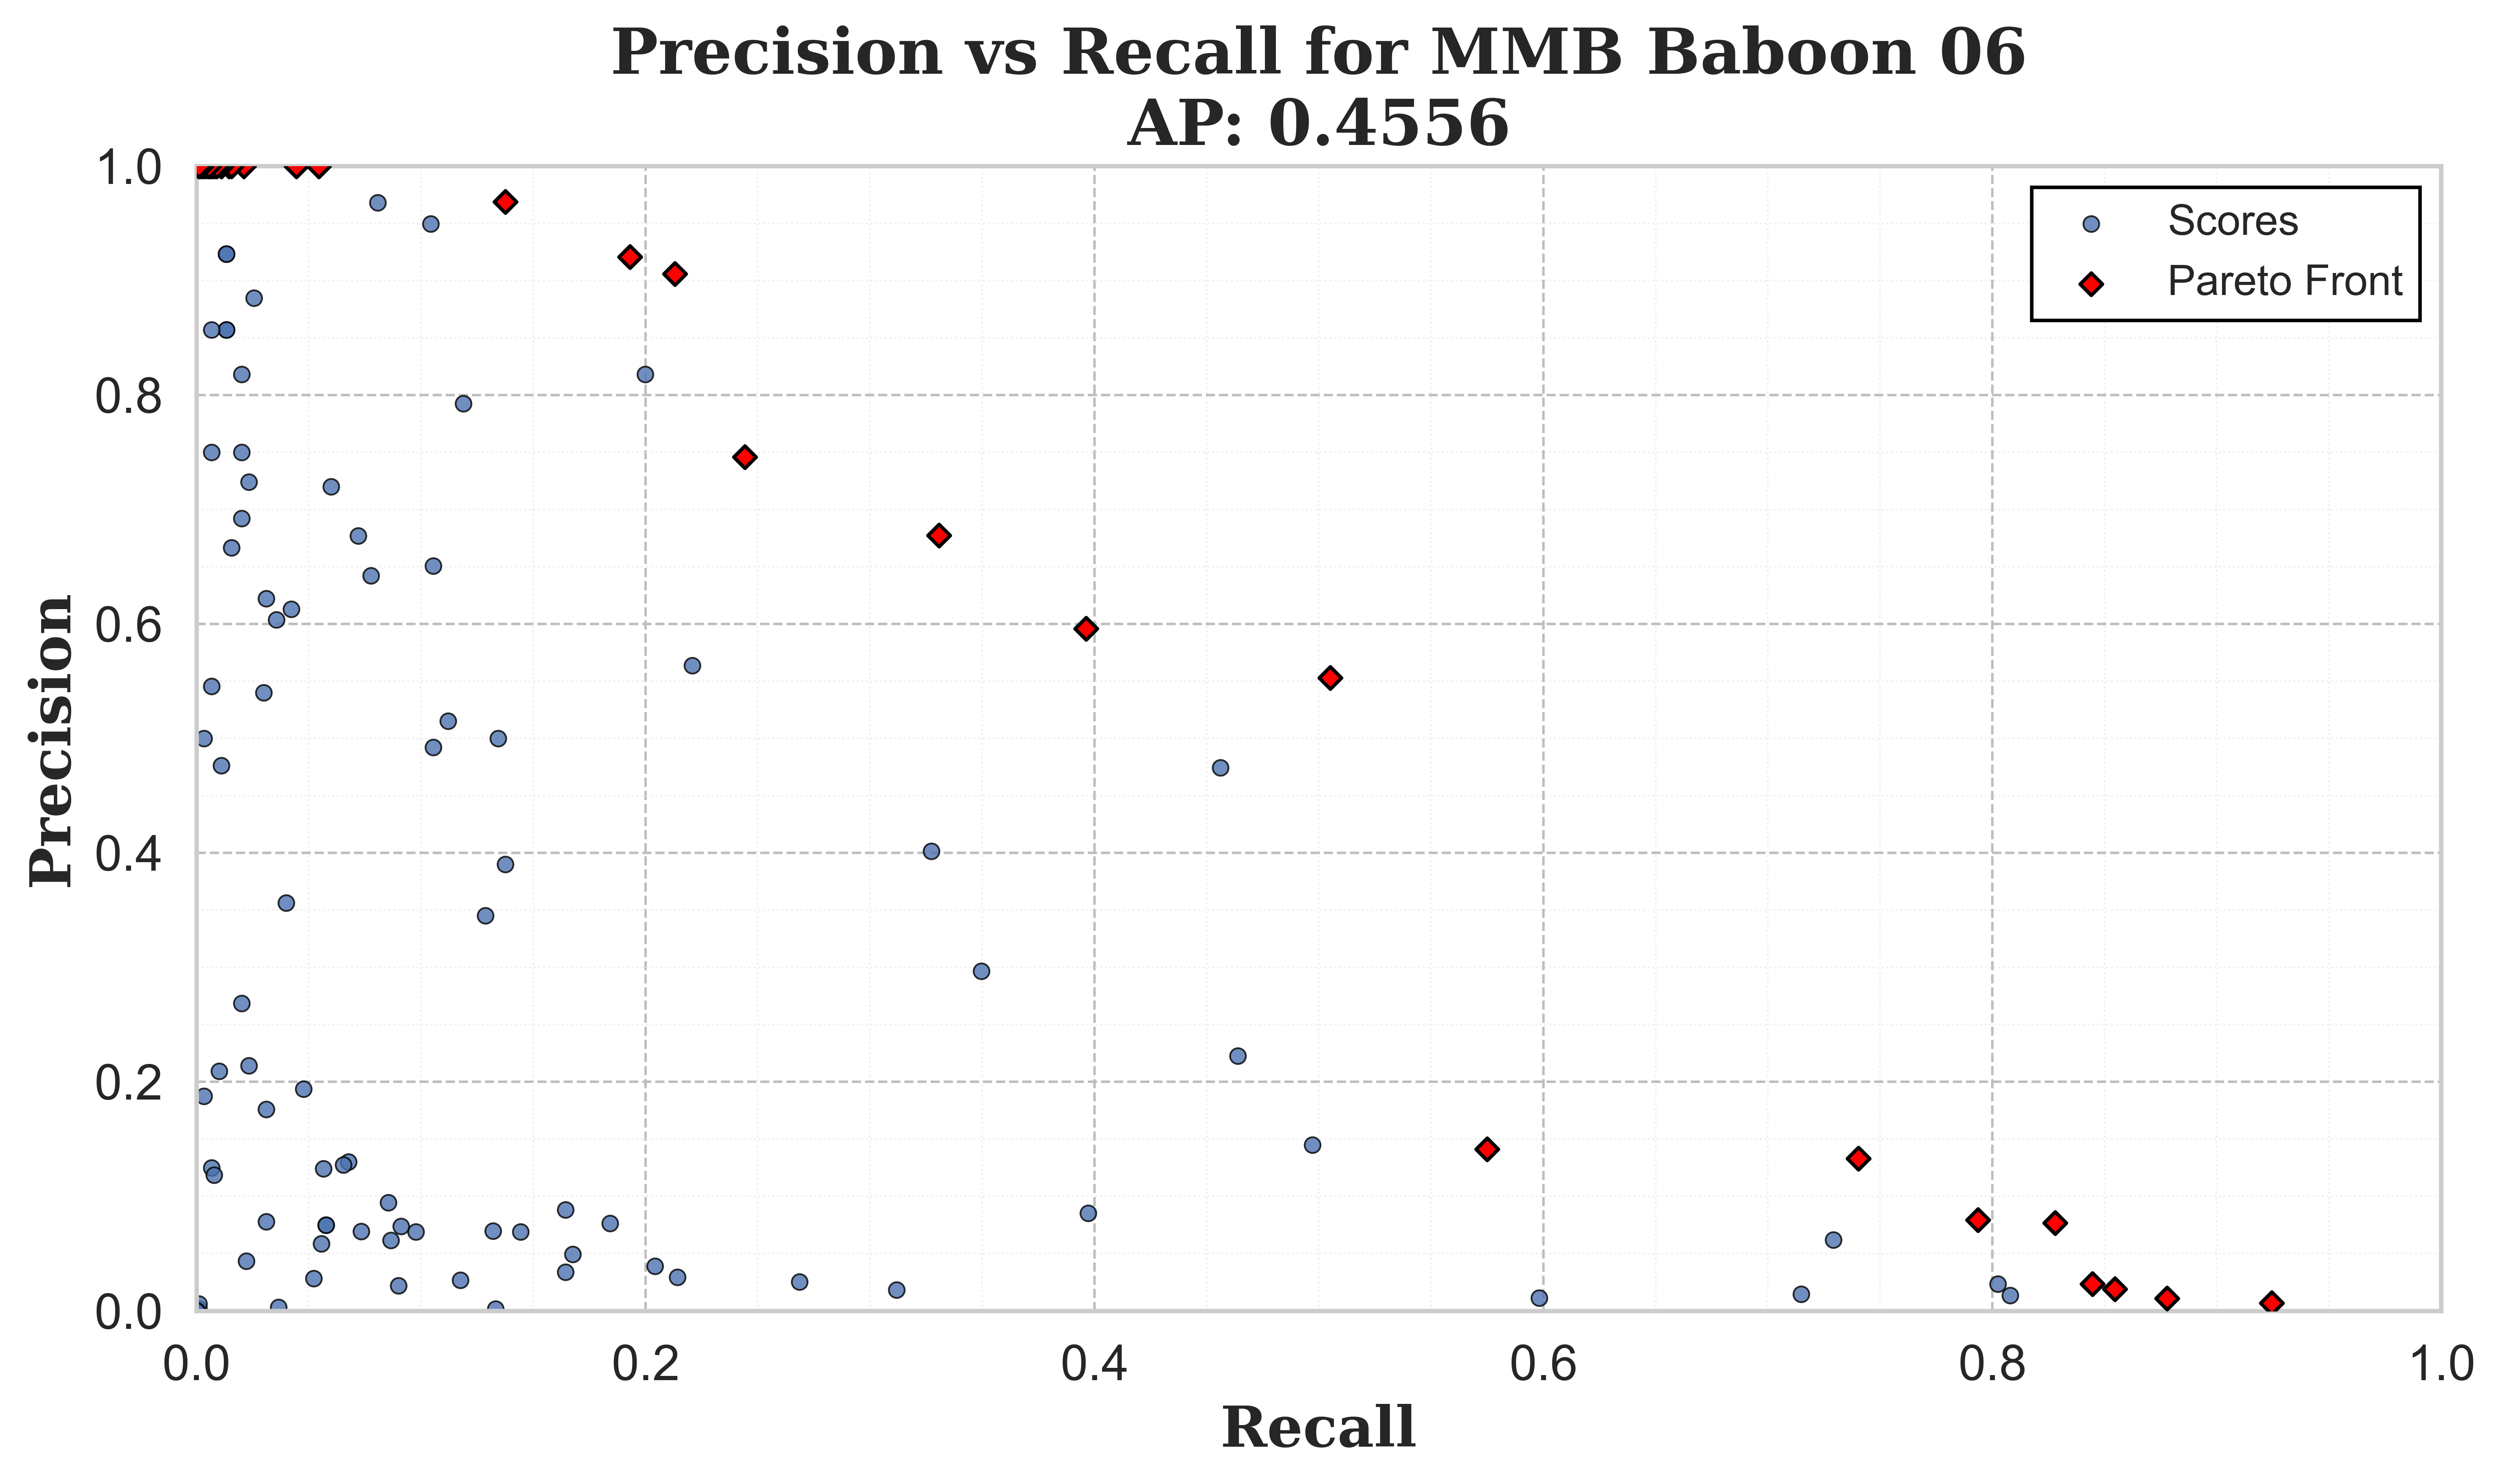 Precision vs Recall for MMB Baboon 06
AP: 0.4556
1.0
0.8
0.6
0.4
0.2
0.0
Precision
Scores
Pareto Front
0.0 0.2 0.4 0.6 0.8 1.0
Recall